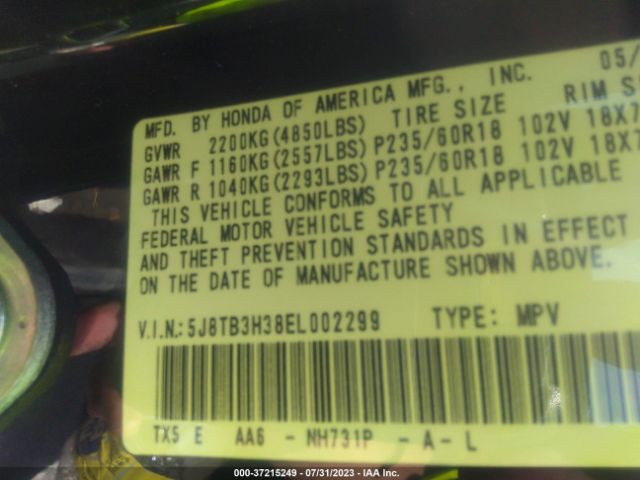 MFD. BY HONDA OF AMERICA MFG., INC. 05/
GVWR 2200KG(4850LBS) TIRE SIZE RIM S
GAWR F 1160KG(2557LBS) P235/60R18 102V 18X7
GAWR R 1040KG(2293LBS) P235/60R18 102V 18X7
THIS VEHICLE CONFORMS TO ALL APPLICABLE
FEDERAL MOTOR VEHICLE SAFETY
AND THEFT PREVENTION STANDARDS IN EFFECT
ON THE DATE OF MANUFACTURE SHOWN ABOVE.
V.I.N.: 5J8TB3H38EL002299 TYPE: MPV
TX5 E AA6 - NH731P - A - L
000-37215249 - 07/31/2023 - IAA Inc.